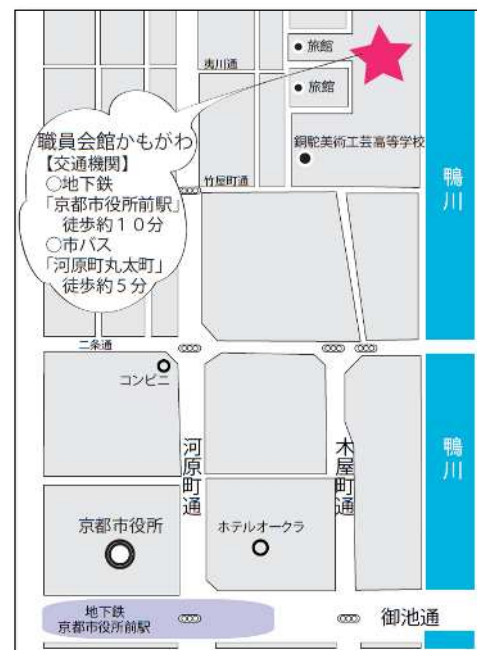 旅館
夷川通
旅館
職員会館かもがわ
【交通機関】
○地下鉄
「京都市役所前駅」
徒歩約１０分
○市バス
「河原町丸太町」
徒歩約５分
銅駝美術工芸高等学校
竹屋町通
鴨川
二条通
コンビニ
河原町通
木屋町通
鴨川
京都市役所
ホテルオークラ
地下鉄
京都市役所前駅
御池通